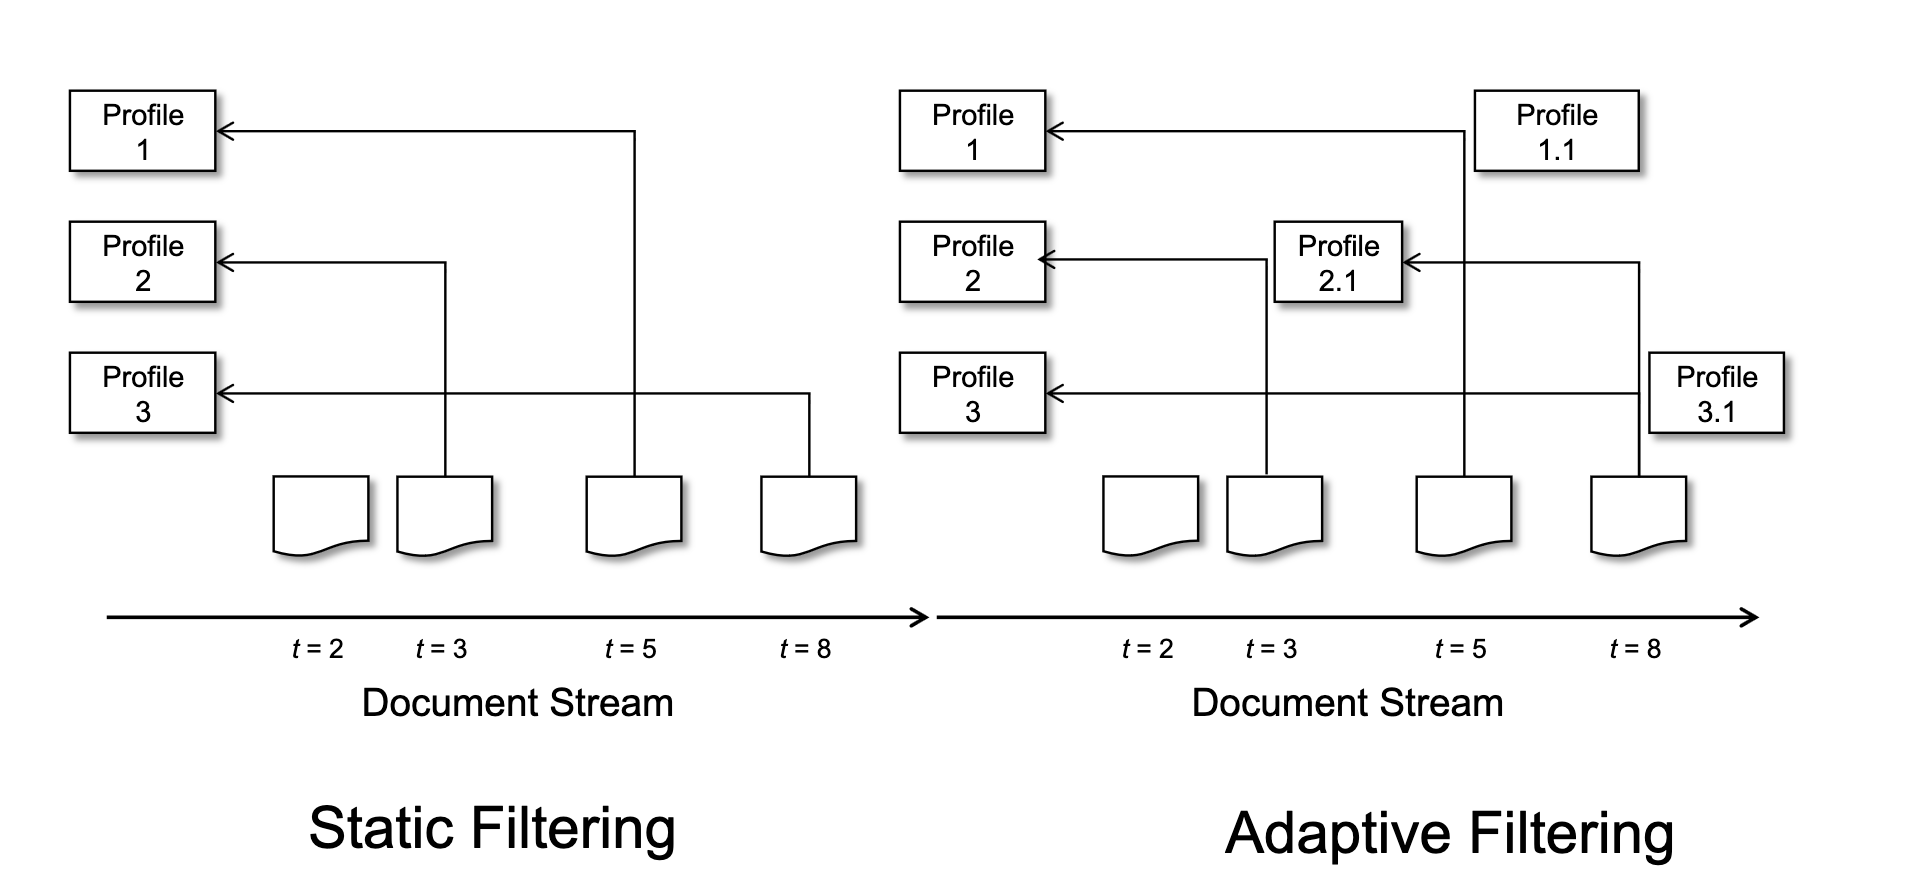 Profile
1
Profile
2
Profile
3
t = 2
t = 3
t = 5
t = 8
Document Stream
Static Filtering
Profile
1
Profile
1.1
Profile
2
Profile
2.1
Profile
3
Profile
3.1
t = 2
t = 3
t = 5
t = 8
Document Stream
Adaptive Filtering